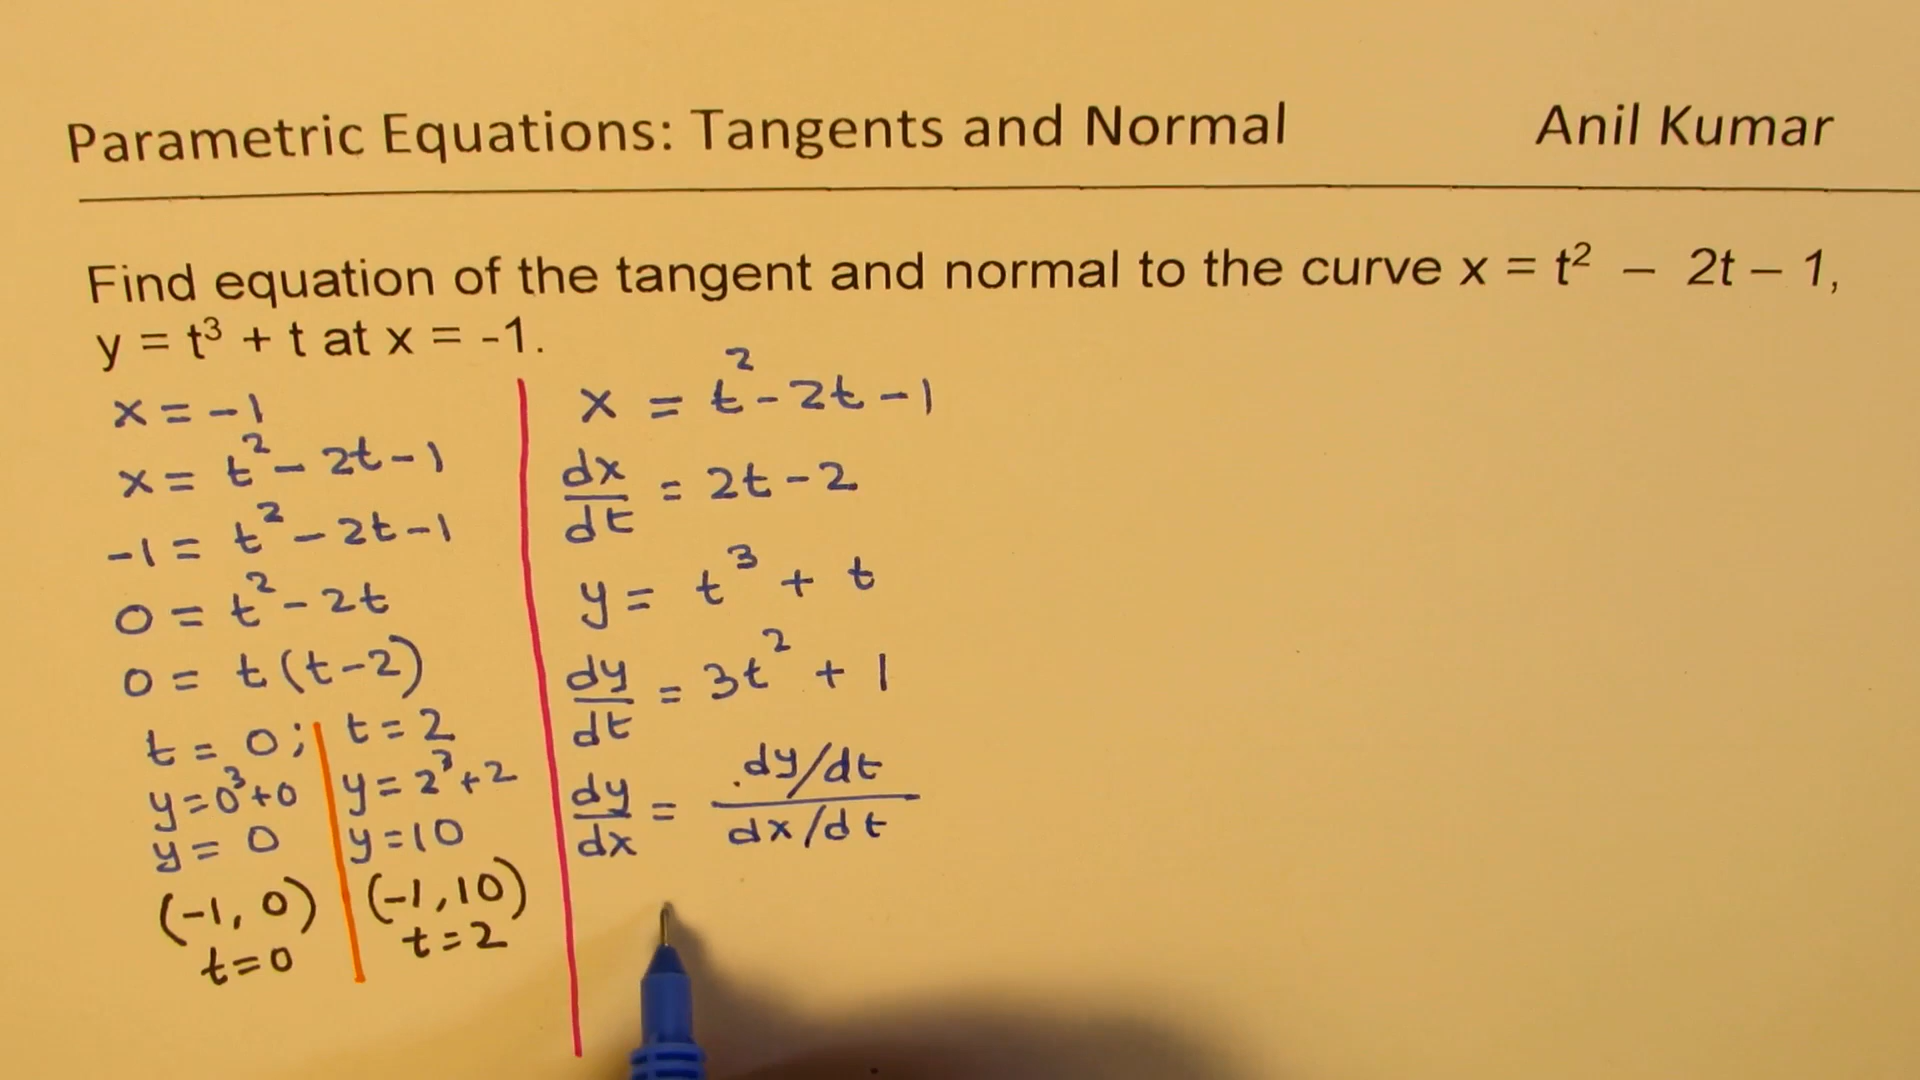 Parametric Equations: Tangents and Normal Anil Kumar
Find equation of the tangent and normal to the curve x = t² – 2t – 1,
y = t³ + t at x = -1.
x = -1
x = t² - 2t - 1
-1 = t² - 2t - 1
0 = t² - 2t
0 = t(t-2)
t = 0; t = 2
y = 0³+0 y = 2³+2
y = 0 y = 10
(-1, 0) (-1, 10)
t = 0 t = 2
x = t² - 2t - 1
dx/dt = 2t - 2
y = t³ + t
dy/dt = 3t² + 1
dy/dx = dy/dt / dx/dt